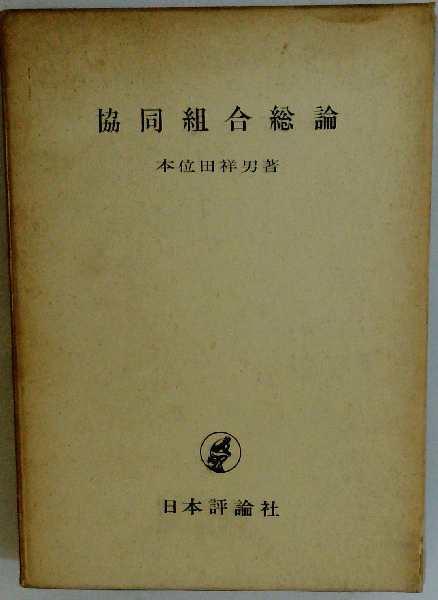 協同組合総論
本位田祥男著
日本評論社